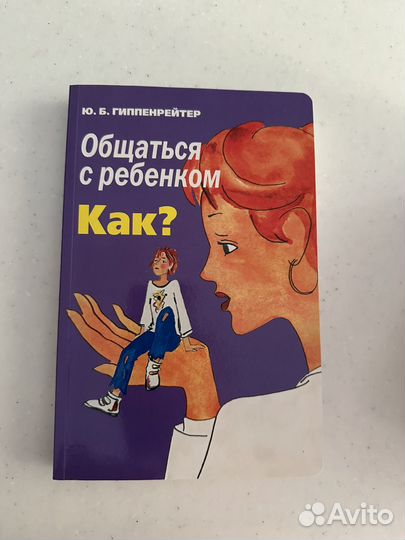 Ю. Б. ГИППЕНРЕЙТЕР
Общаться
с ребенком
Как?
Avito